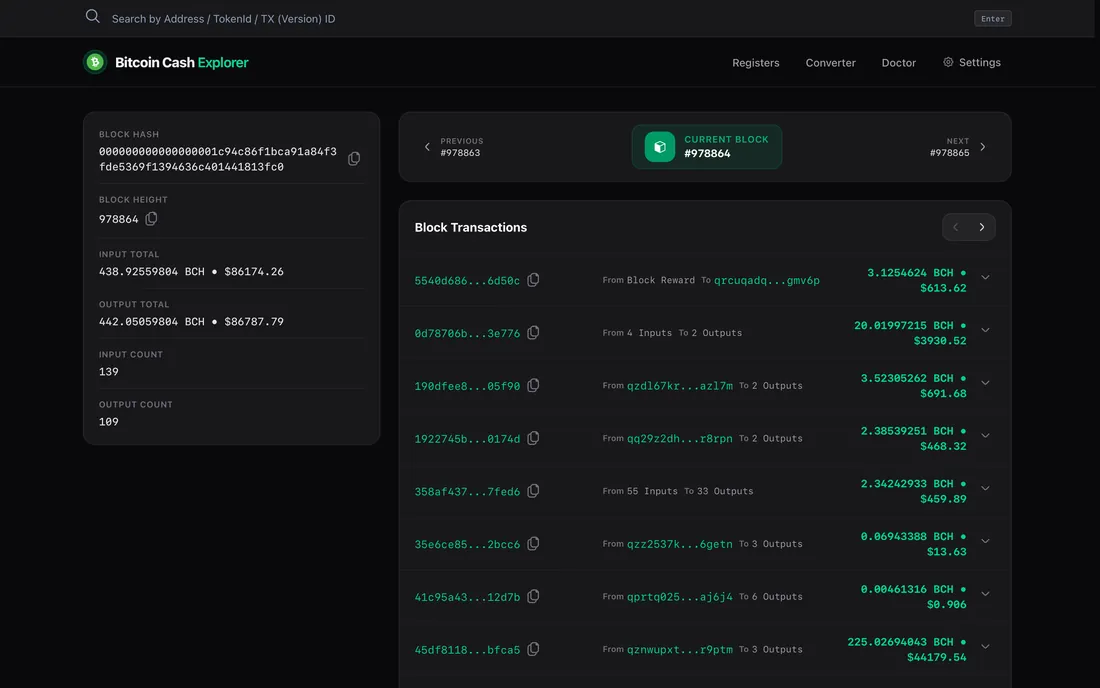 Search by Address / TokenId / TX (Version) ID
Enter
Bitcoin Cash Explorer
Registers
Converter
Doctor
Settings
BLOCK HASH
000000000000000001c94c86f1bca91a84f3
fde5369f1394636c401441813fc0
BLOCK HEIGHT
978864
INPUT TOTAL
438.92559804 BCH ● $86174.26
OUTPUT TOTAL
442.05059804 BCH ● $86787.79
INPUT COUNT
139
OUTPUT COUNT
109
PREVIOUS
#978863
CURRENT BLOCK
#978864
NEXT
#978865
Block Transactions
5540d686...6d50c
From Block Reward To qrcuqadq...gmv6p
3.1254624 BCH ●
$613.62
0d78706b...3e776
From 4 Inputs To 2 Outputs
20.01997215 BCH ●
$3930.52
190dfee8...05f90
From qzdl67kr...azl7m To 2 Outputs
3.52305262 BCH ●
$691.68
1922745b...0174d
From qq29z2dh...r8rpn To 2 Outputs
2.38539251 BCH ●
$468.32
358af437...7fed6
From 55 Inputs To 33 Outputs
2.34242933 BCH ●
$459.89
35e6ce85...2bcc6
From qzz2537k...6getn To 3 Outputs
0.06943388 BCH ●
$13.63
41c95a43...12d7b
From qprtq025...aj6j4 To 6 Outputs
0.00461316 BCH ●
$0.906
45df8118...bfca5
From qznwupxt...r9ptm To 3 Outputs
225.02694043 BCH ●
$44179.54